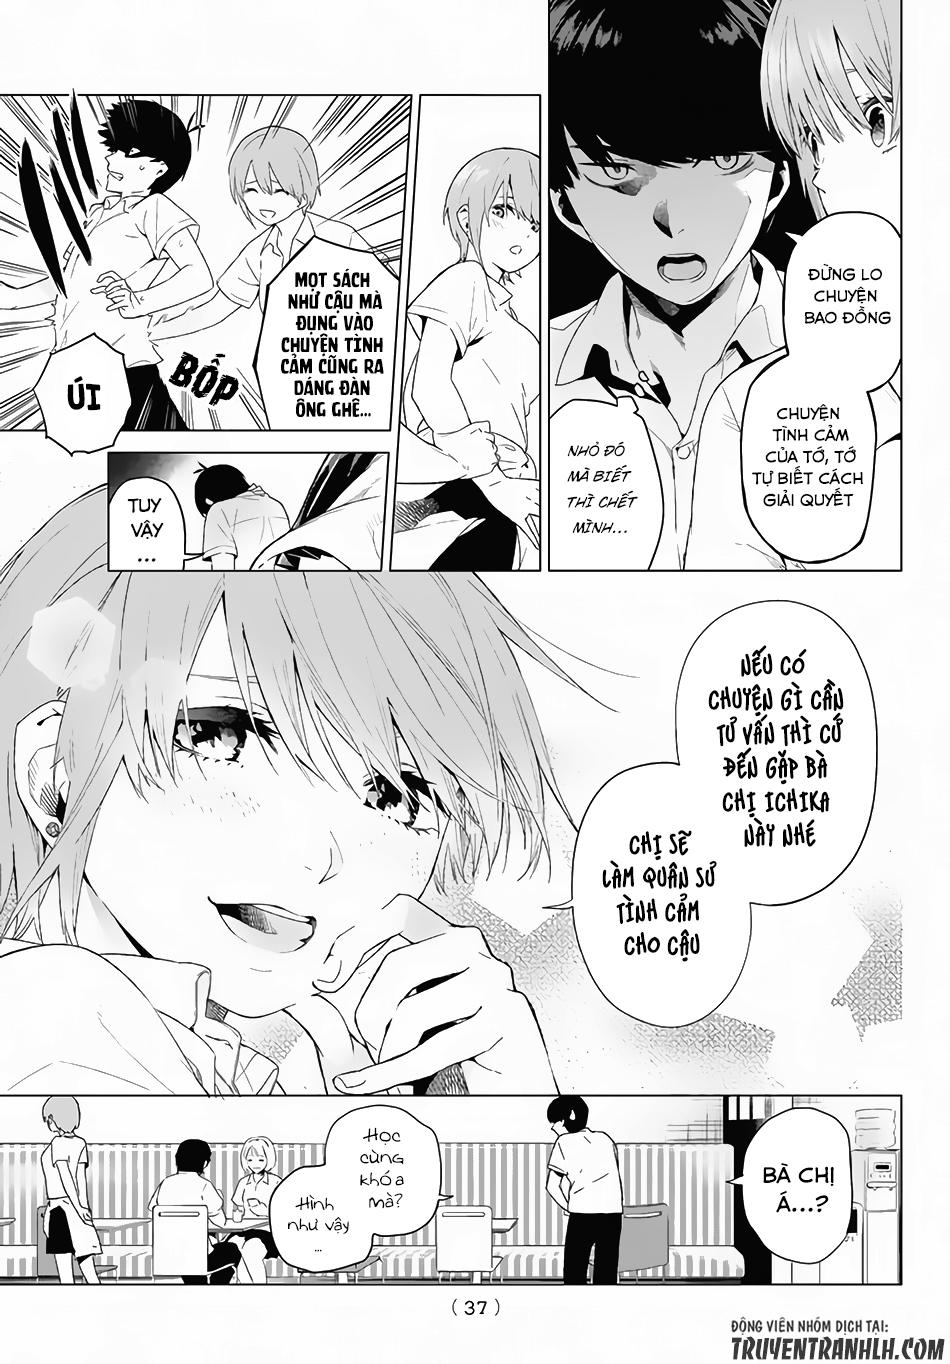 ĐỪNG LO
CHUYỆN
BAO ĐỒNG
CHUYỆN
TÌNH CẢM
CỦA TỚ, TỚ
TỰ BIẾT CÁCH
GIẢI QUYẾT
NHỎ ĐÓ
MÀ BIẾT
THÌ CHẾT
MÌNH...
MỌT SÁCH
NHƯ CẬU MÀ
ĐỤNG VÀO
CHUYỆN TÌNH
CẢM CŨNG RA
DÁNG ĐÀN
ÔNG GHÊ...
BỐP
ÚI
TUY
VẬY
...
NẾU CÓ
CHUYỆN GÌ CẦN
TƯ VẤN THÌ CỨ
ĐẾN GẶP BÀ
CHỊ ICHIKA
NÀY NHÉ
CHỊ SẼ
LÀM QUÂN SƯ
TÌNH CẢM
CHO CẬU
BÀ CHỊ
Á...?
HỌC
CÙNG
KHÓA
MÀ?
HÌNH
NHƯ VẬY
...
( 37 )
ĐỘNG VIÊN NHÓM DỊCH TẠI:
TRUYENTRANHLH.COM